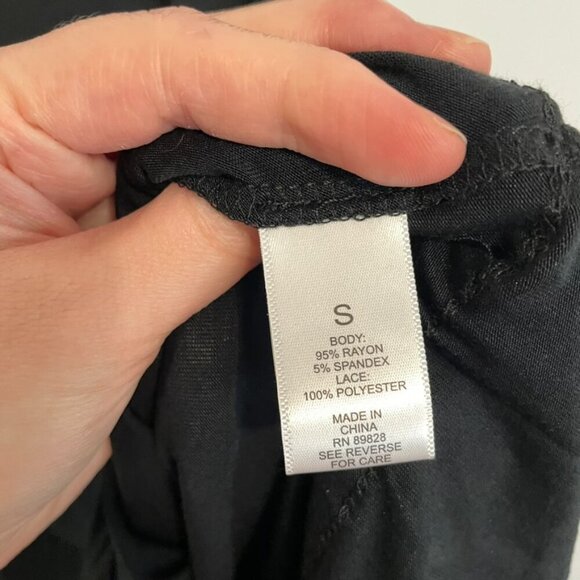 S
BODY:
95% RAYON
5% SPANDEX
LACE:
100% POLYESTER
MADE IN
CHINA
RN 89828
SEE REVERSE
FOR CARE